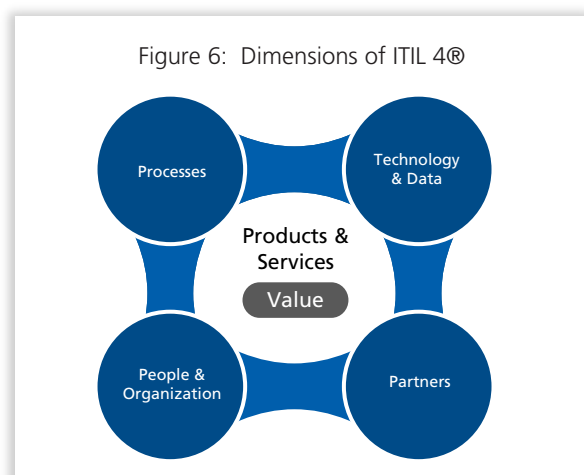 Figure 6: Dimensions of ITIL 4®
Processes
Technology
& Data
Products &
Services
Value
People &
Organization
Partners